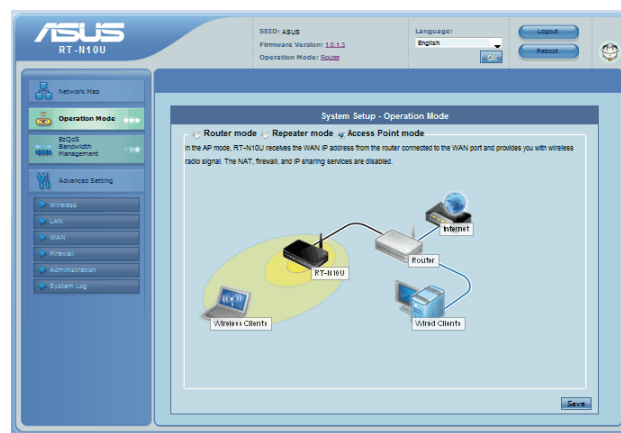 ASUS
RT-N10U
SSID: ASUS
Firmware Version: 1.0.1.3
Operation Mode: Router
Language:
English
OK
Logout
Reboot
Network Map
Operation Mode
EzQoS
Bandwidth
Management
Advanced Setting
Wireless
LAN
WAN
Firewall
Administration
System Log
System Setup - Operation Mode
Router mode Repeater mode Access Point mode
In the AP mode, RT-N10U receives the WAN IP address from the router connected to the WAN port and provides you with wireless
radio signal. The NAT, firewall, and IP sharing services are disabled.
Internet
Router
RT-N10U
Wireless Clients
Wired Clients
Save